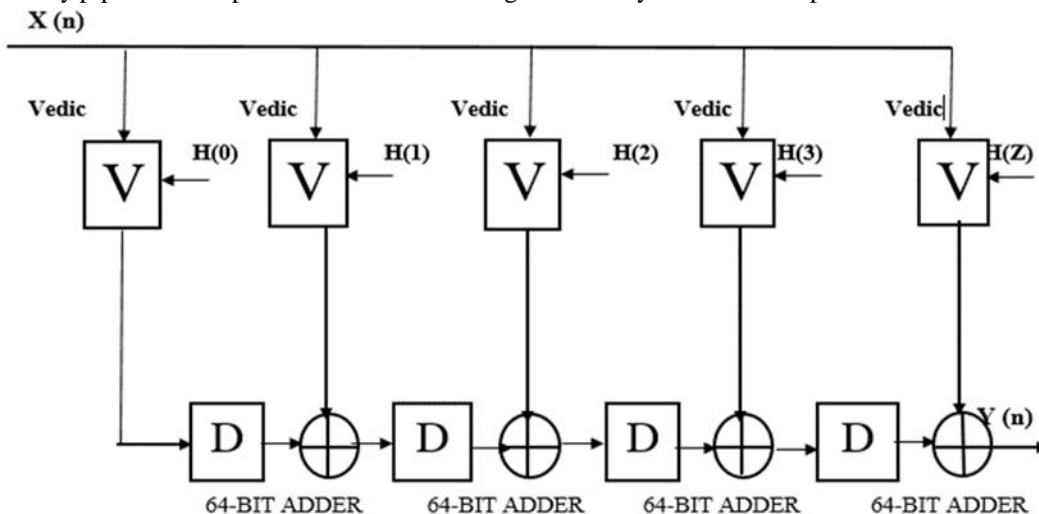 X (n)
Vedic Vedic Vedic Vedic Vedic
H(0) H(1) H(2) H(3) H(Z)
V V V V V
Y (n)
D D D D
64-BIT ADDER 64-BIT ADDER 64-BIT ADDER 64-BIT ADDER